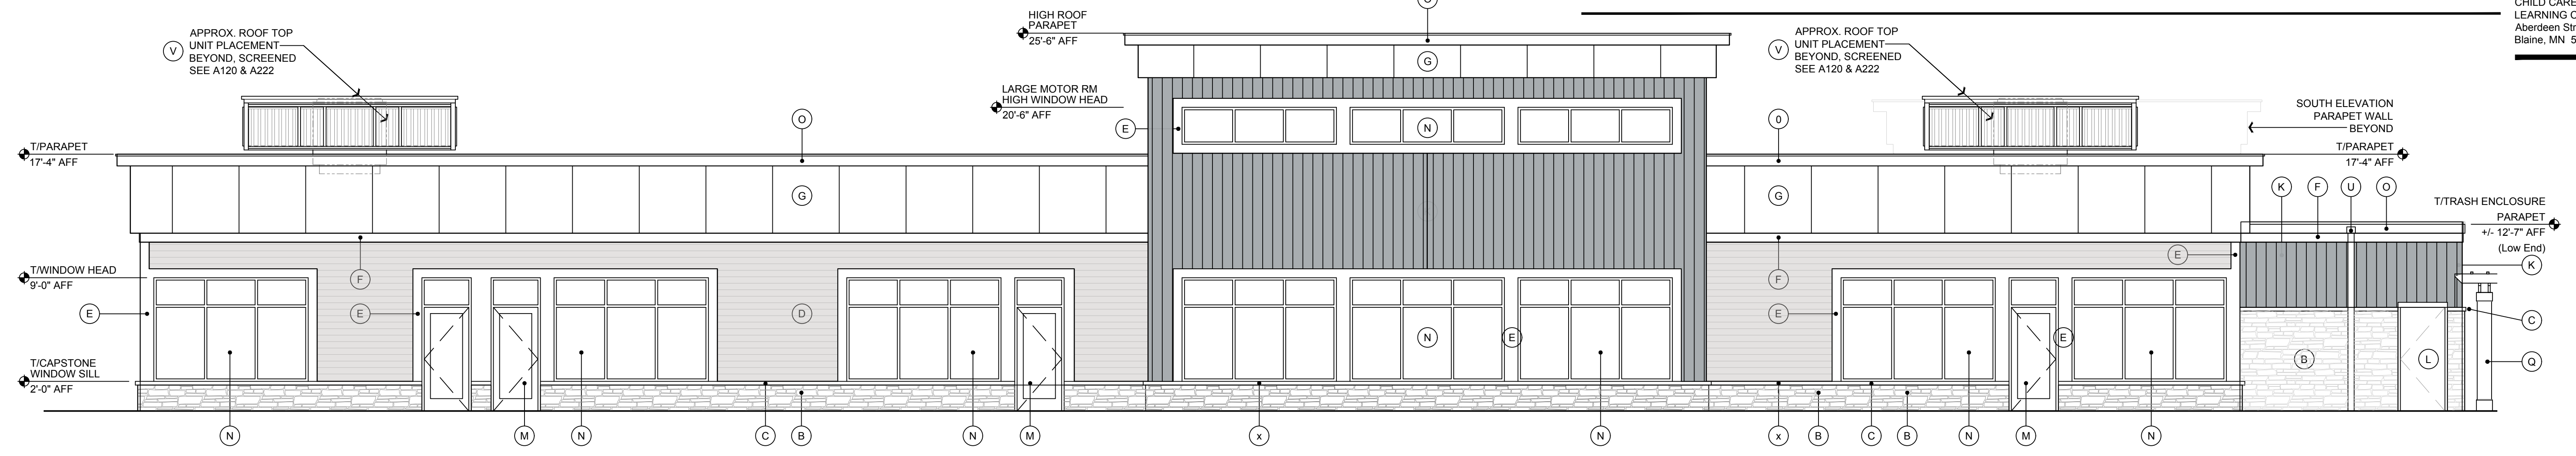 CHILD CARE
LEARNING C
Aberdeen Str
Blaine, MN 5
HIGH ROOF
PARAPET
25'-6" AFF
G
V
APPROX. ROOF TOP
UNIT PLACEMENT
BEYOND, SCREENED
SEE A120 & A222
V
APPROX. ROOF TOP
UNIT PLACEMENT
BEYOND, SCREENED
SEE A120 & A222
LARGE MOTOR RM
HIGH WINDOW HEAD
20'-6" AFF
E
N
O
0
SOUTH ELEVATION
PARAPET WALL
BEYOND
T/PARAPET
17'-4" AFF
T/PARAPET
17'-4" AFF
G
G
K
F
U
O
T/TRASH ENCLOSURE
PARAPET
+/- 12'-7" AFF
(Low End)
K
T/WINDOW HEAD
9'-0" AFF
F
F
E
E
E
D
E
N
E
E
B
L
C
Q
T/CAPSTONE
WINDOW SILL
2'-0" AFF
N
M
N
C
B
N
M
x
N
x
B
C
B
N
M
N